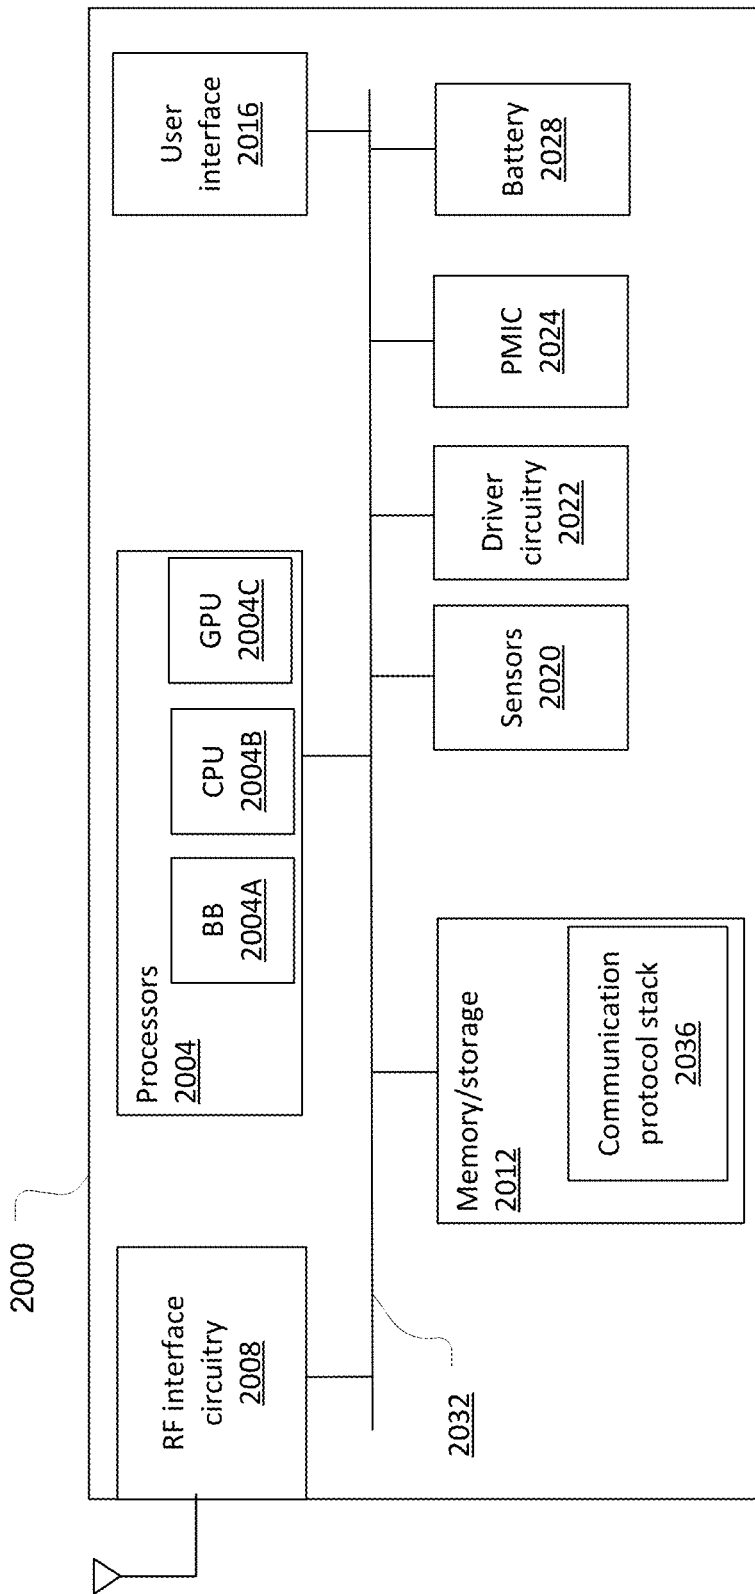 2000
RF interface
circuitry
2008
Processors
2004
BB
2004A
CPU
2004B
GPU
2004C
User
interface
2016
2032
Memory/storage
2012
Communication
protocol stack
2036
Sensors
2020
Driver
circuitry
2022
PMIC
2024
Battery
2028